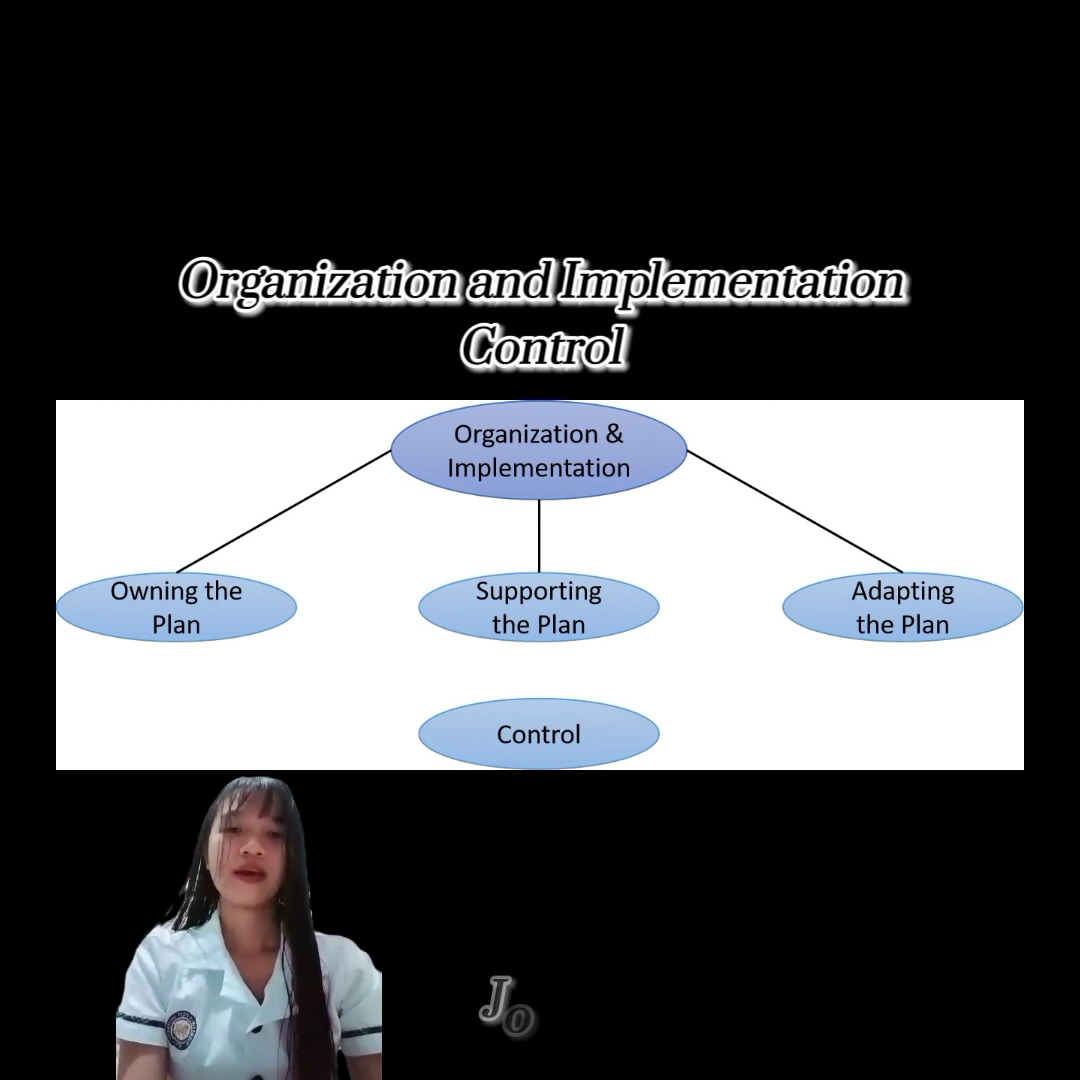 Organization and Implementation
Control
Organization &
Implementation
Owning the
Plan
Supporting
the Plan
Adapting
the Plan
Control
Jo